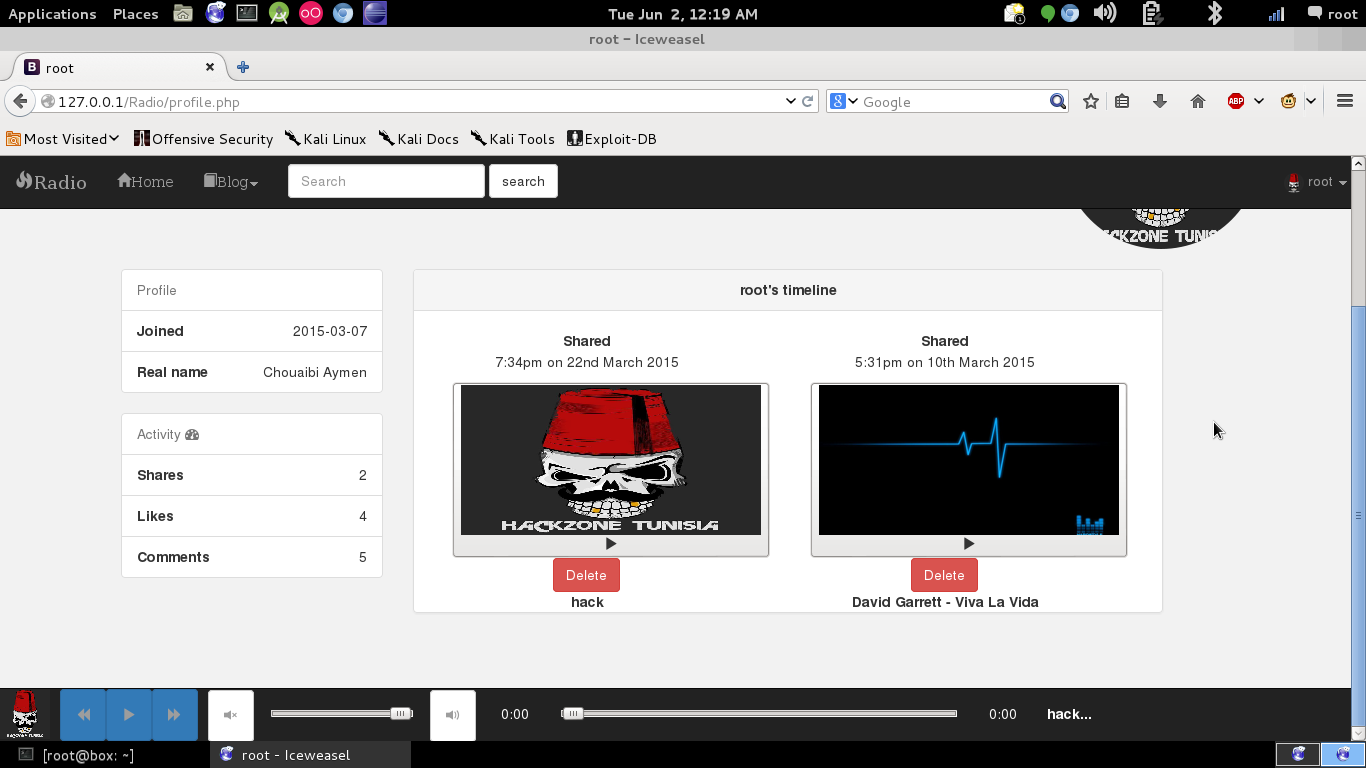 Applications Places Tue Jun 2, 12:19 AM root
root - Iceweasel
root
127.0.0.1/Radio/profile.php Google ABP
Most Visited Offensive Security Kali Linux Kali Docs Kali Tools Exploit-DB
Radio Home Blog Search search root
Profile
Joined 2015-03-07
Real name Chouaibi Aymen
Activity
Shares 2
Likes 4
Comments 5
root's timeline
Shared
7:34pm on 22nd March 2015
HACKZONE TUNISIA
Delete
hack
Shared
5:31pm on 10th March 2015
Delete
David Garrett - Viva La Vida
0:00 0:00 hack...
[root@box: ~] root - Iceweasel